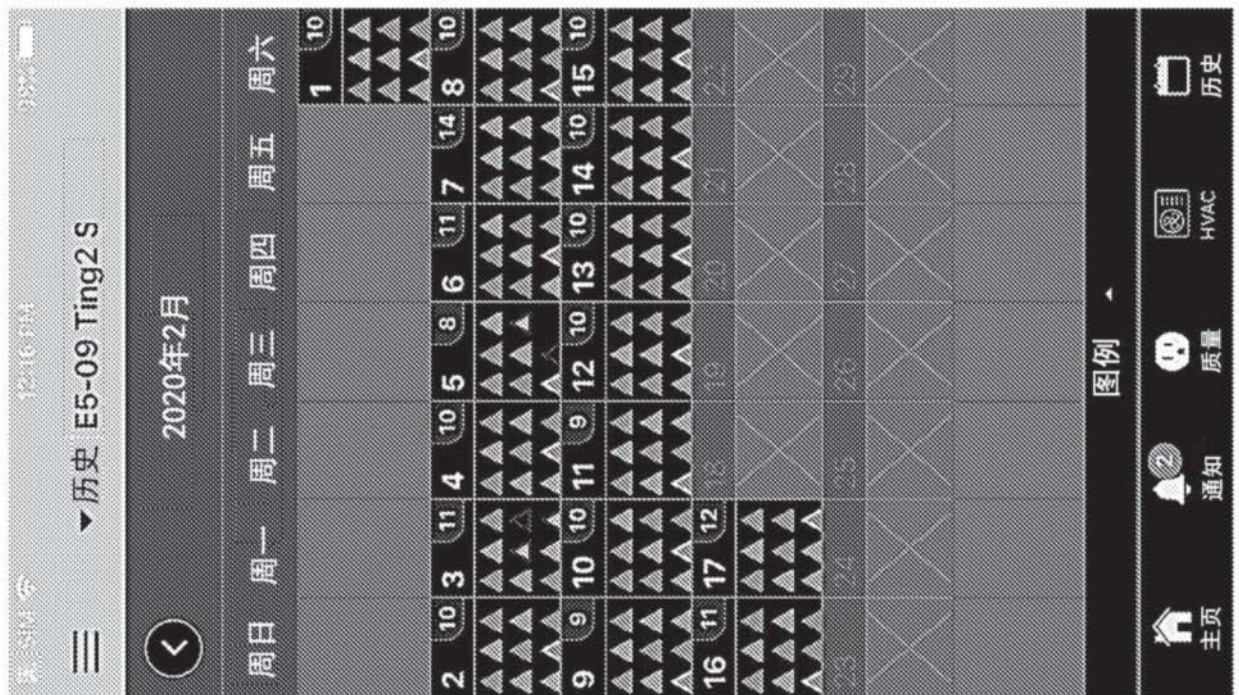 无SIM 12:16 PM 38%
▼历史 E5-09 Ting2 S
2020年2月
周日 周一 周二 周三 周四 周五 周六
1 10
2 10 3 11 4 10 5 8 6 11 7 14 8 10
9 9 10 10 11 9 12 10 13 10 14 10 15 10
16 11 17 12 18 19 20 21 22
23 24 25 26 27 28 29
图例
2
主页 通知 质量 HVAC 历史